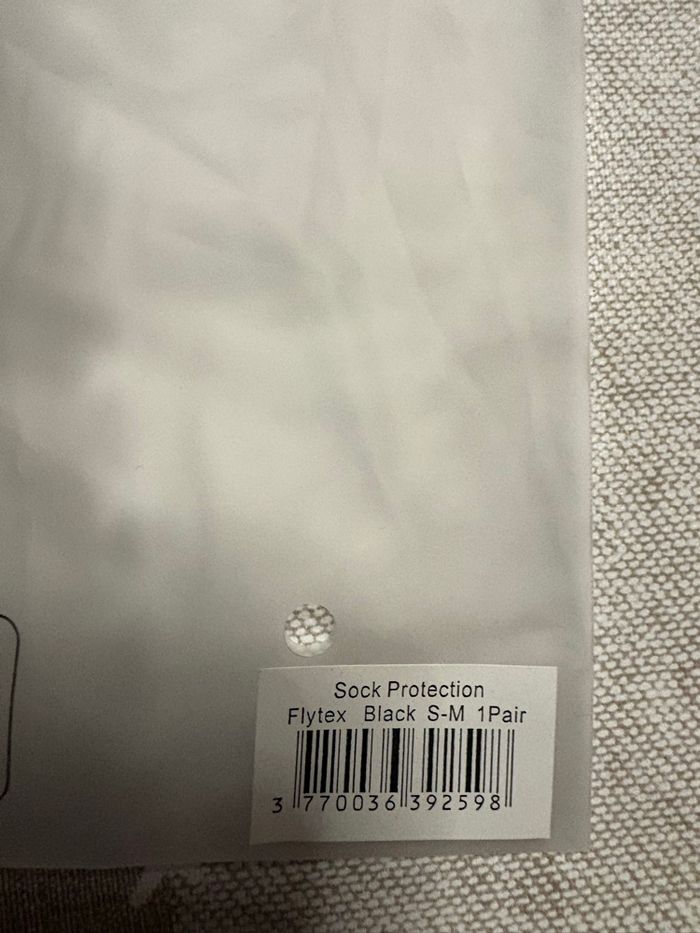 Sock Protection
Flytex Black S-M 1Pair
3 770036 392598